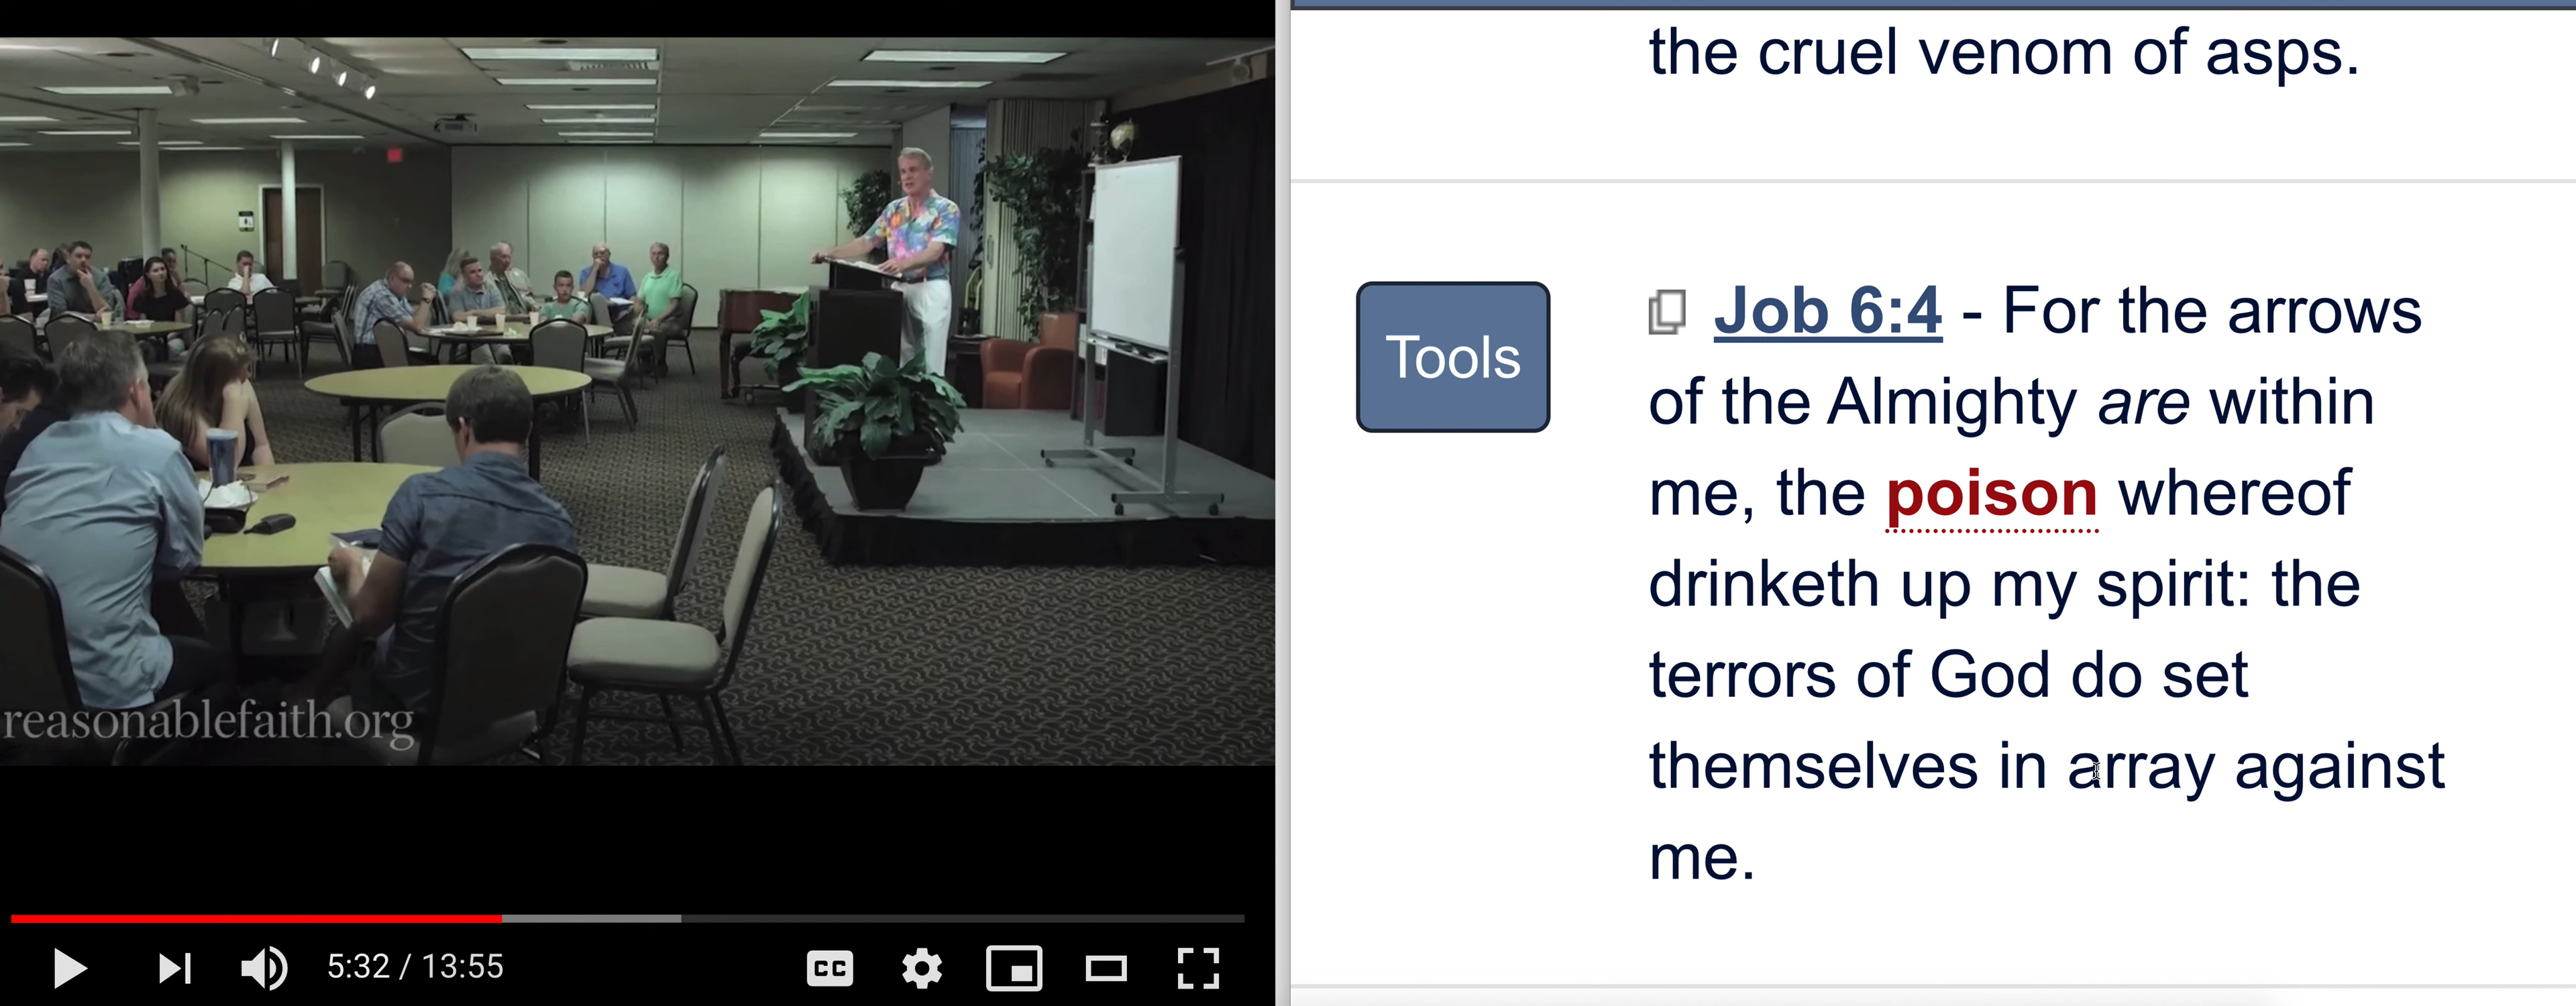 reasonablefaith.org
5:32 / 13:55
CC
the cruel venom of asps.
Tools
Job 6:4 - For the arrows
of the Almighty are within
me, the poison whereof
drinketh up my spirit: the
terrors of God do set
themselves in array against
me.